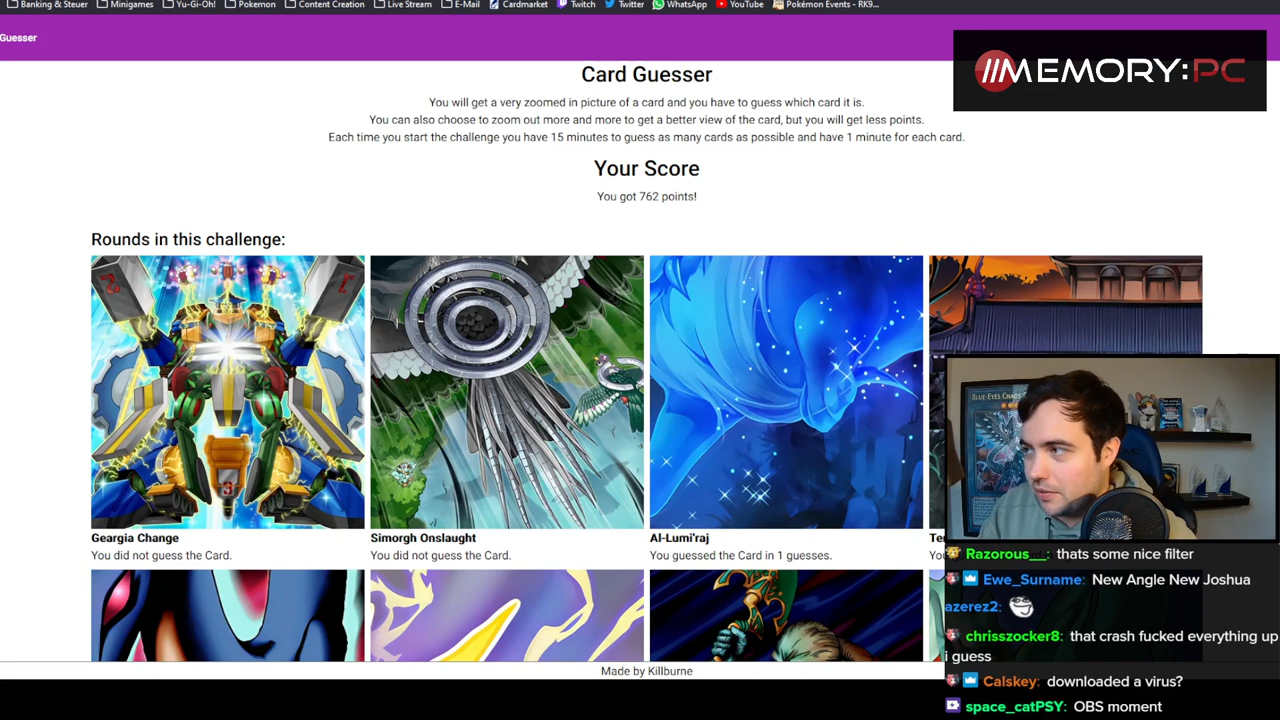 Banking & Steuer Minigames Yu-Gi-Oh! Pokemon Content Creation Live Stream E-Mail Cardmarket Twitch Twitter WhatsApp YouTube Pokémon Events - RK9...
Guesser
MEMORY:PC
Card Guesser
You will get a very zoomed in picture of a card and you have to guess which card it is.
You can also choose to zoom out more and more to get a better view of the card, but you will get less points.
Each time you start the challenge you have 15 minutes to guess as many cards as possible and have 1 minute for each card.
Your Score
You got 762 points!
Rounds in this challenge:
BLUE-EYES CHAOS
Geargia Change
You did not guess the Card.
Simorgh Onslaught
You did not guess the Card.
Al-Lumi'raj
You guessed the Card in 1 guesses.
Made by Killburne
Razorous__: thats some nice filter
Ewe_Surname: New Angle New Joshua
azerez2:
chrisszocker8: that crash fucked everything up
i guess
Calskey: downloaded a virus?
space_catPSY: OBS moment